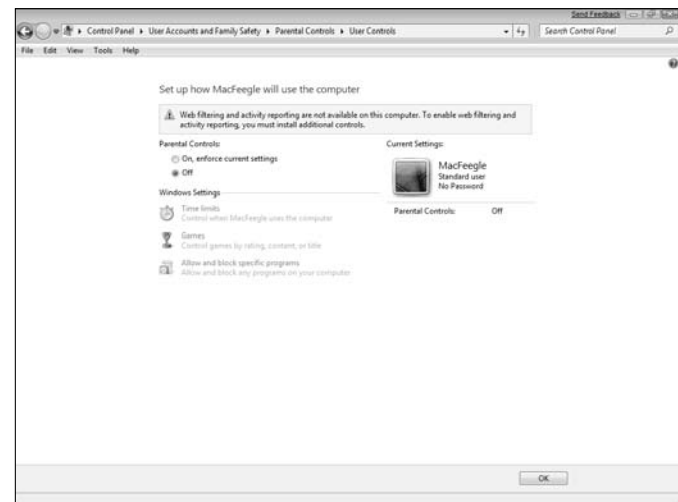 Send Feedback
Control Panel User Accounts and Family Safety Parental Controls User Controls
Search Control Panel
File Edit View Tools Help
Set up how MacFeegle will use the computer
Web filtering and activity reporting are not available on this computer. To enable web filtering and
activity reporting, you must install additional controls.
Parental Controls:
On, enforce current settings
Off
Windows Settings
Time limits
Control when MacFeegle uses the computer
Games
Control games by rating, content, or title
Allow and block specific programs
Allow and block any programs on your computer
Current Settings:
MacFeegle
Standard user
No Password
Parental Controls: Off
OK